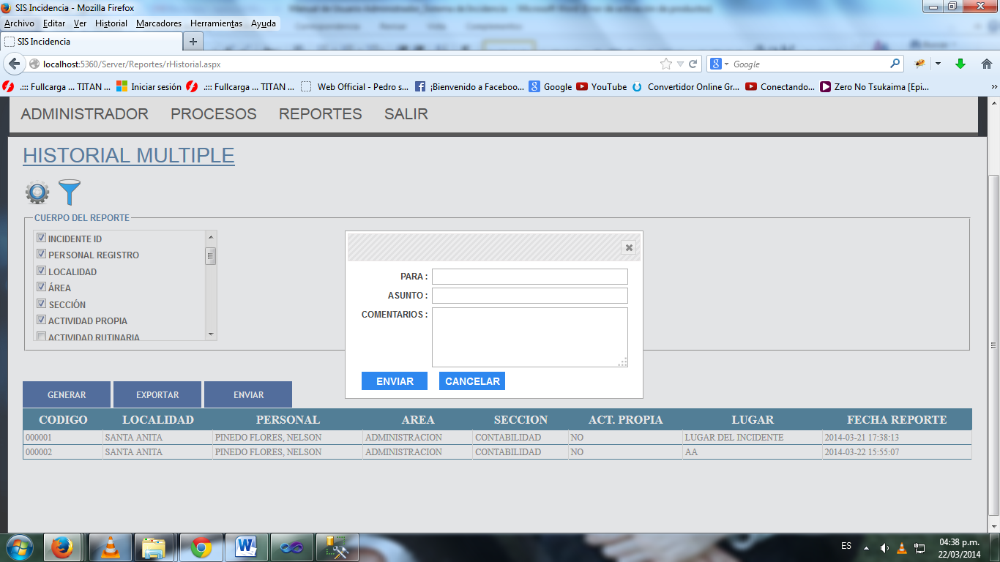 SIS Incidencia - Mozilla Firefox
Archivo Editar Ver Historial Marcadores Herramientas Ayuda
SIS Incidencia
localhost:5360/Server/Reportes/rHistorial.aspx
Google
.::: Fullcarga ... TITAN ... Iniciar sesión .::: Fullcarga ... TITAN ... Web Official - Pedro s... ¡Bienvenido a Faceboo... Google YouTube Convertidor Online Gr... Conectando... Zero No Tsukaima [Epi...
ADMINISTRADOR PROCESOS REPORTES SALIR
HISTORIAL MULTIPLE
CUERPO DEL REPORTE
INCIDENTE ID
PERSONAL REGISTRO
LOCALIDAD
ÁREA
SECCIÓN
ACTIVIDAD PROPIA
ACTIVIDAD RUTINARIA
PARA :
ASUNTO :
COMENTARIOS :
ENVIAR CANCELAR
GENERAR EXPORTAR ENVIAR
CODIGO LOCALIDAD PERSONAL AREA SECCION ACT. PROPIA LUGAR FECHA REPORTE
000001 SANTA ANITA PINEDO FLORES, NELSON ADMINISTRACION CONTABILIDAD NO LUGAR DEL INCIDENTE 2014-03-21 17:38:13
000002 SANTA ANITA PINEDO FLORES, NELSON ADMINISTRACION CONTABILIDAD NO AA 2014-03-22 15:55:07
ES
04:38 p.m.
22/03/2014